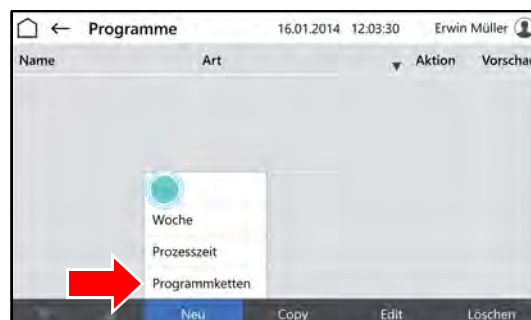 Programme 16.01.2014 12:03:30 Erwin Müller
Name Art Aktion Vorschau
Woche
Prozesszeit
Programmketten
Neu Copy Edit Löschen